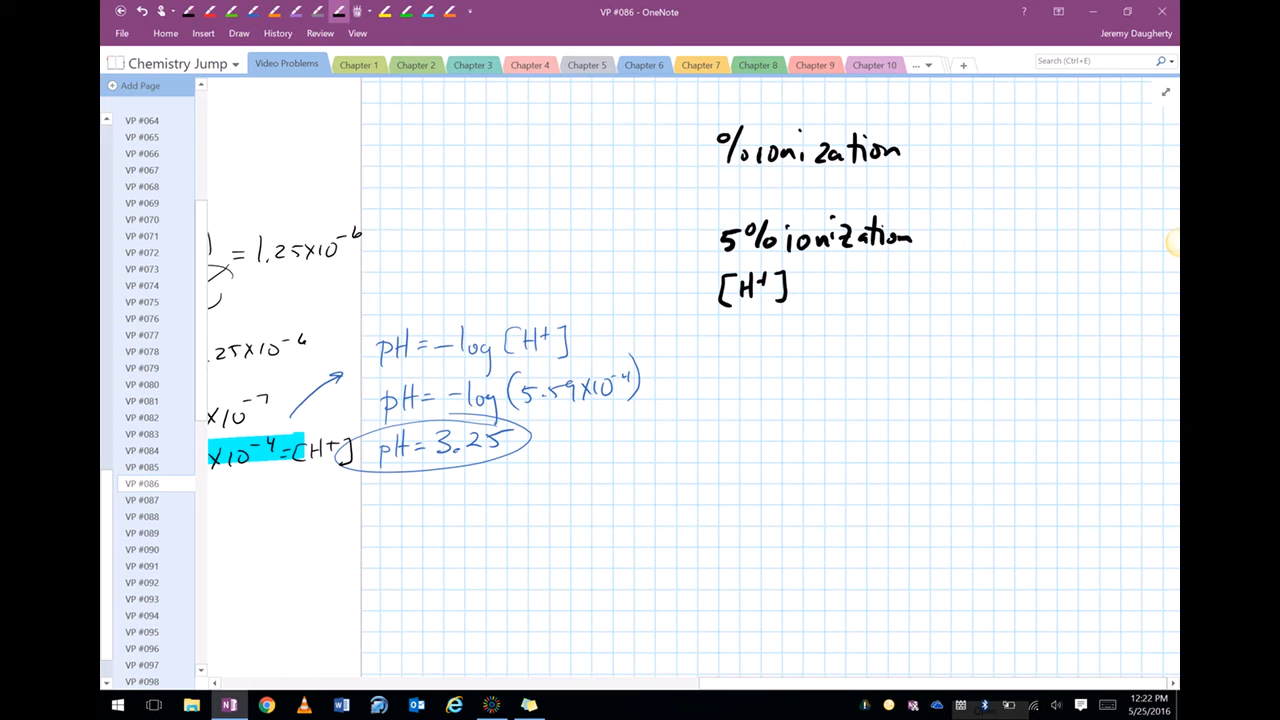 VP #086 - OneNote
File Home Insert Draw History Review View
Jeremy Daugherty
Chemistry Jump
Video Problems
Chapter 1
Chapter 2
Chapter 3
Chapter 4
Chapter 5
Chapter 6
Chapter 7
Chapter 8
Chapter 9
Chapter 10
...
Search (Ctrl+E)
Add Page
VP #064
VP #065
VP #066
VP #067
VP #068
VP #069
VP #070
VP #071
VP #072
VP #073
VP #074
VP #075
VP #076
VP #077
VP #078
VP #079
VP #080
VP #081
VP #082
VP #083
VP #084
VP #085
VP #086
VP #087
VP #088
VP #089
VP #090
VP #091
VP #092
VP #093
VP #094
VP #095
VP #096
VP #097
VP #098
= 1.25x10⁻⁶
.25x10⁻⁶
x10⁻⁷
x10⁻⁴ = [H⁺]
pH = -log [H⁺]
pH = -log (5.59x10⁻⁴)
pH = 3.25
% ionization
5% ionization
[H⁺]
12:22 PM
5/25/2016